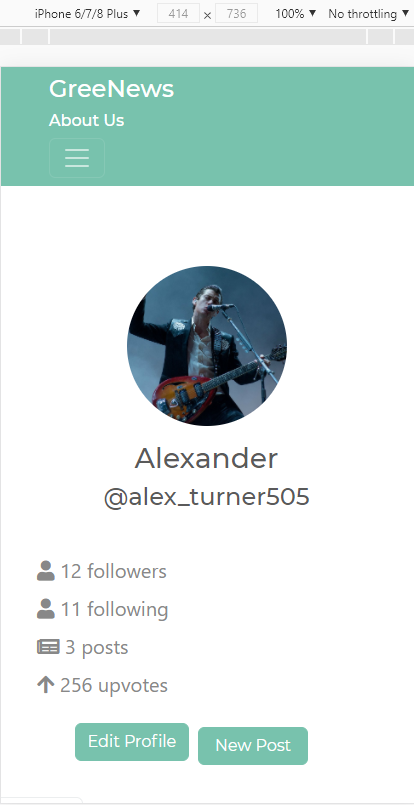 iPhone 6/7/8 Plus ▼ 414 × 736 100% ▼ No throttling ▼
GreeNews
About Us
Alexander
@alex_turner505
12 followers
11 following
3 posts
256 upvotes
Edit Profile New Post